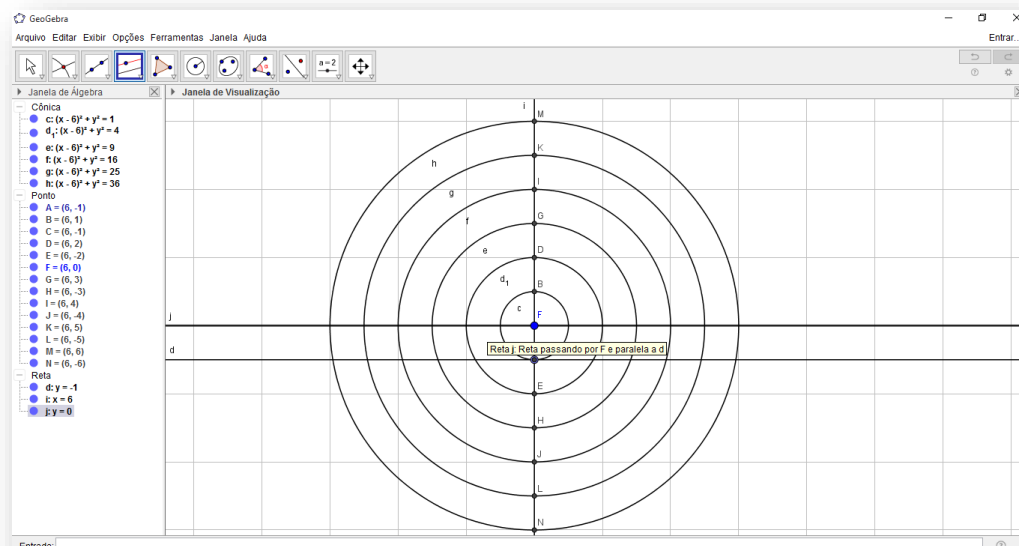 GeoGebra
Arquivo Editar Exibir Opções Ferramentas Janela Ajuda
Entrar...
a=2
Janela de Álgebra
Janela de Visualização
Cônica
c: (x - 6)² + y² = 1
d₁: (x - 6)² + y² = 4
e: (x - 6)² + y² = 9
f: (x - 6)² + y² = 16
g: (x - 6)² + y² = 25
h: (x - 6)² + y² = 36
Ponto
A = (6, -1)
B = (6, 1)
C = (6, -1)
D = (6, 2)
E = (6, -2)
F = (6, 0)
G = (6, 3)
H = (6, -3)
I = (6, 4)
J = (6, -4)
K = (6, 5)
L = (6, -5)
M = (6, 6)
N = (6, -6)
Reta
d: y = -1
i: x = 6
j: y = 0
i
M
K
h
I
g
G
f
D
e
d₁
B
c
F
j
Reta j: Reta passando por F e paralela a d
d
E
H
J
L
N
Entrada: